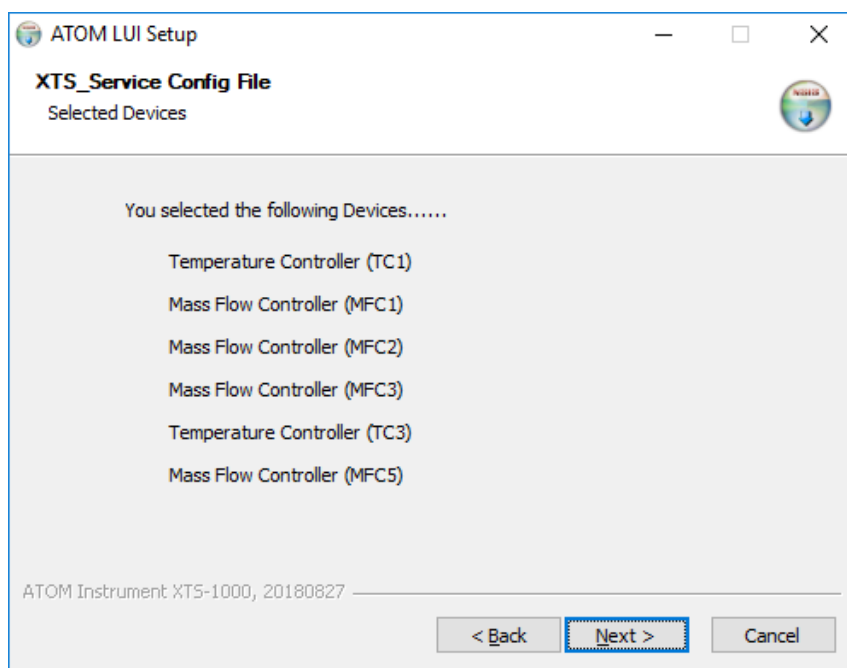 ATOM LUI Setup
XTS_Service Config File
Selected Devices
You selected the following Devices......
Temperature Controller (TC1)
Mass Flow Controller (MFC1)
Mass Flow Controller (MFC2)
Mass Flow Controller (MFC3)
Temperature Controller (TC3)
Mass Flow Controller (MFC5)
ATOM Instrument XTS-1000, 20180827
< Back Next > Cancel